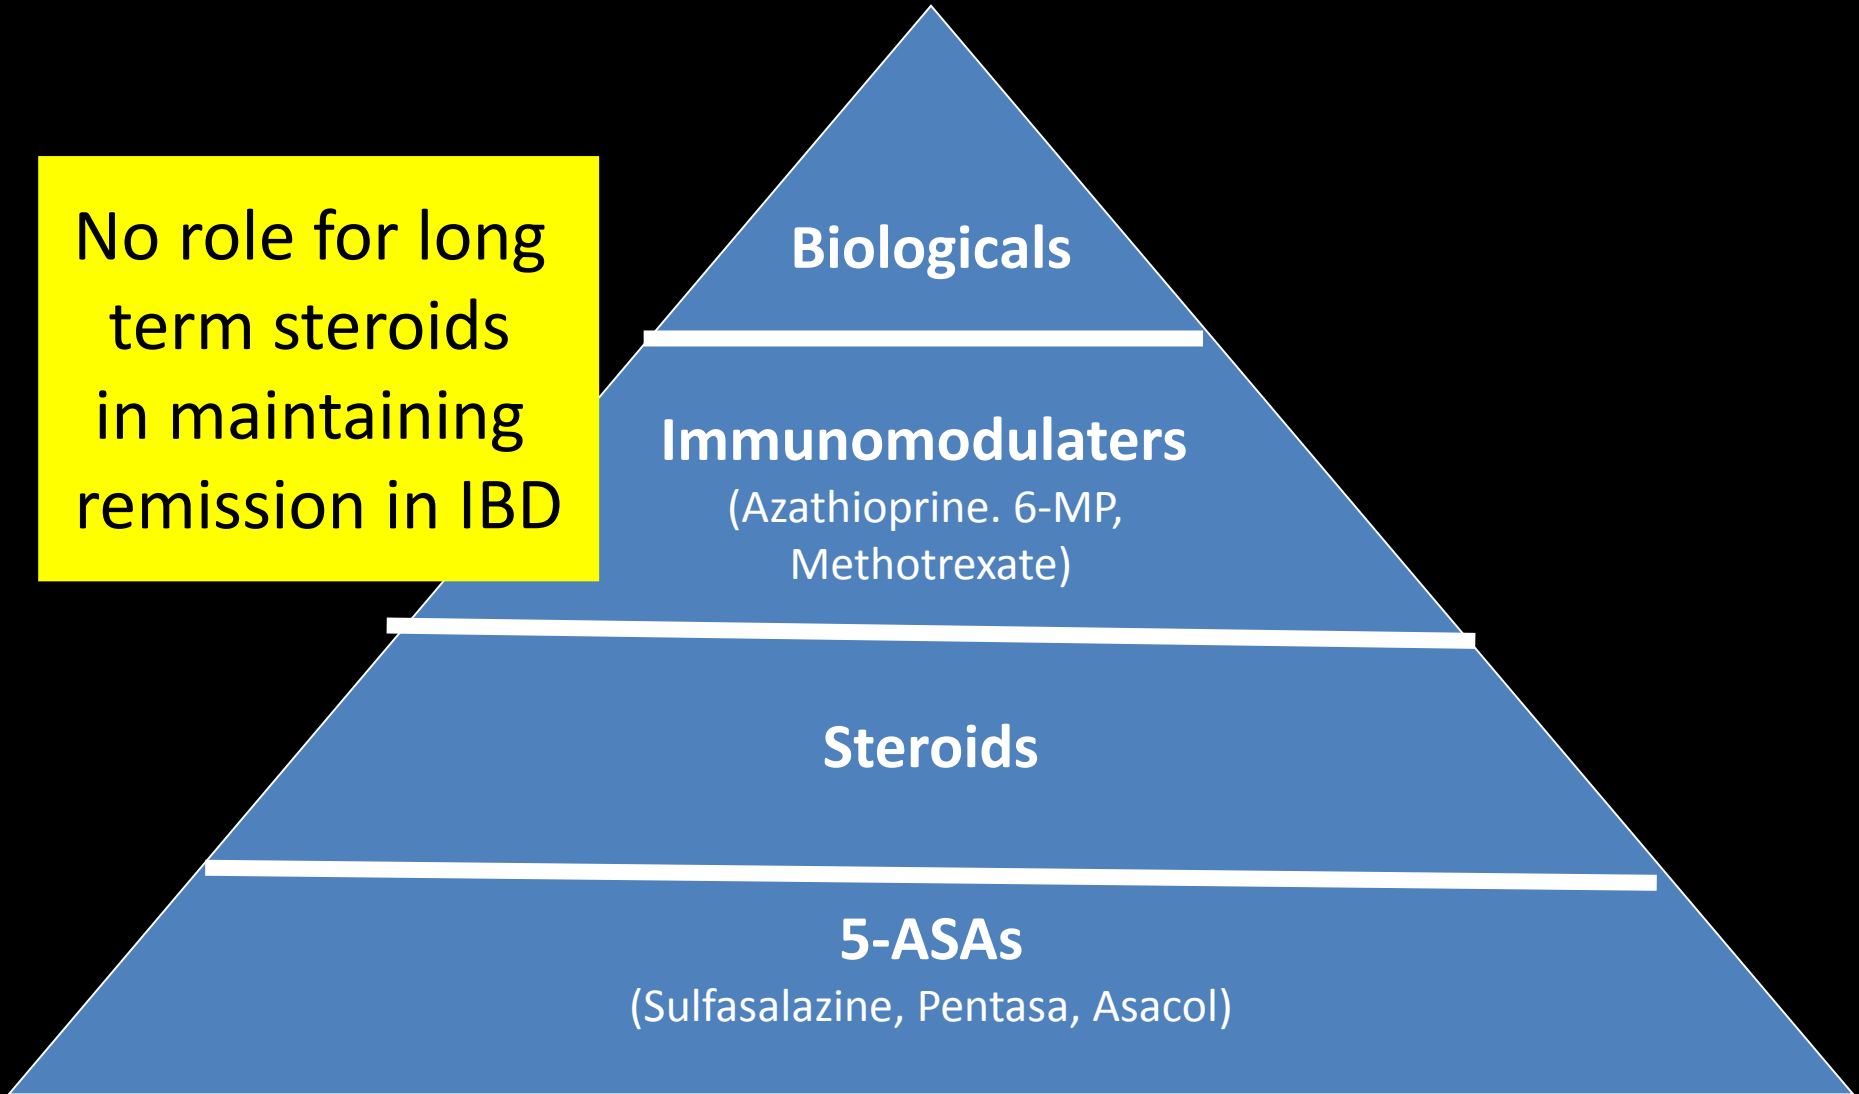 No role for long
term steroids
in maintaining
remission in IBD
Biologicals
Immunomodulaters
(Azathioprine. 6-MP,
Methotrexate)
Steroids
5-ASAs
(Sulfasalazine, Pentasa, Asacol)